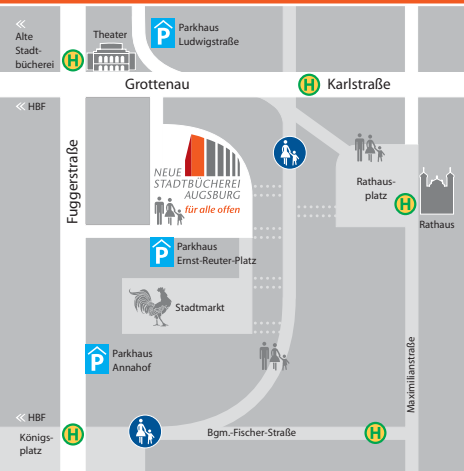 « 
Alte
Stadt-
bücherei
H
Theater
P
Parkhaus
Ludwigstraße
Grottenau
H
Karlstraße
« HBF
Fuggerstraße
NEUE
STADTBÜCHEREI
AUGSBURG
für alle offen
Rathaus-
platz
H
Rathaus
P
Parkhaus
Ernst-Reuter-Platz
Stadtmarkt
P
Parkhaus
Annahof
Maximilianstraße
« HBF
Königs-
platz
H
Bgm.-Fischer-Straße
H